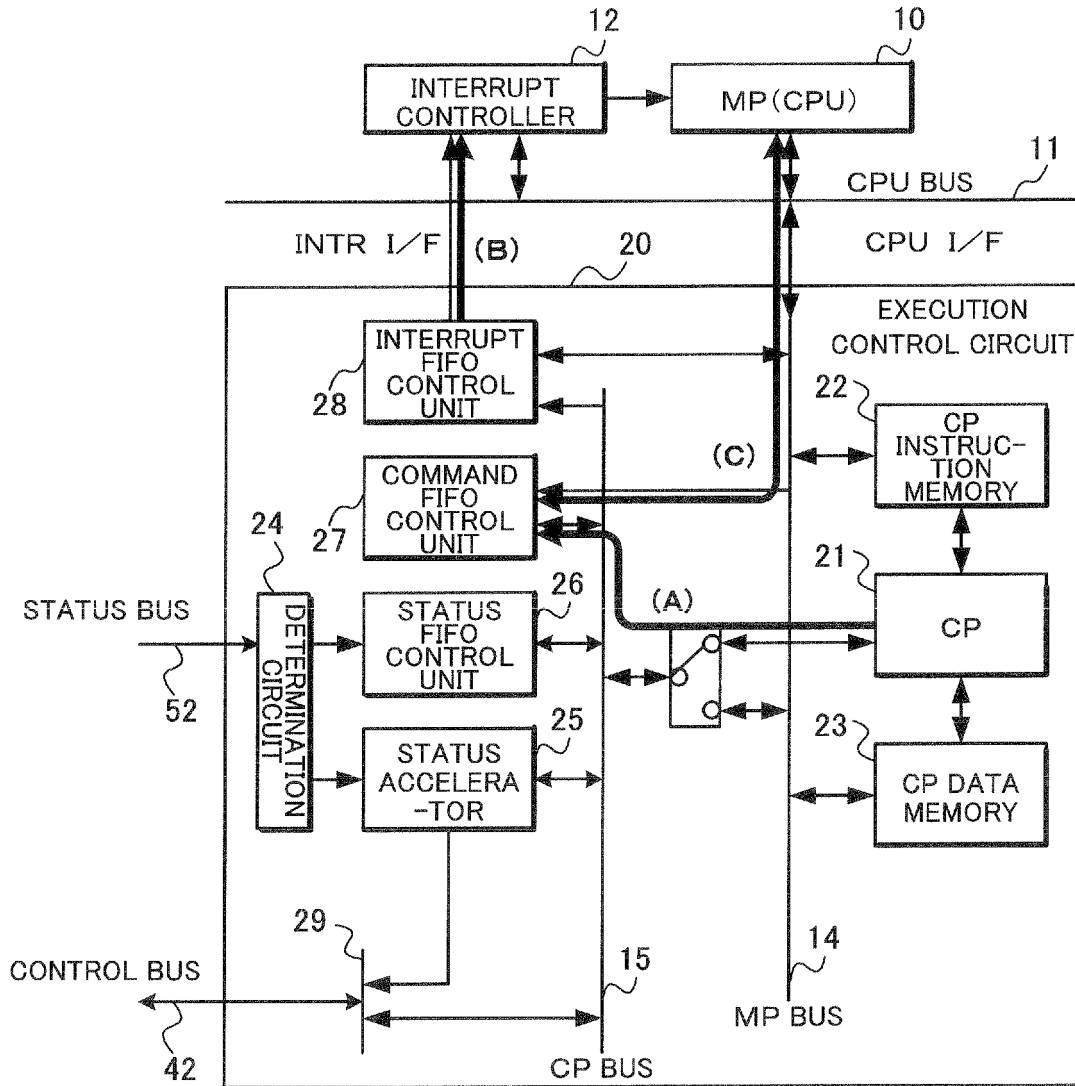 12
10
INTERRUPT
CONTROLLER
MP(CPU)
11
CPU BUS
INTR I/F
(B)
20
CPU I/F
EXECUTION
CONTROL CIRCUIT
INTERRUPT
FIFO
CONTROL
UNIT
28
22
CP
INSTRUC-
TION
MEMORY
(C)
COMMAND
FIFO
CONTROL
UNIT
27
24
21
CP
STATUS BUS
52
DETERMINATION
CIRCUIT
STATUS
FIFO
CONTROL
UNIT
26
(A)
25
STATUS
ACCELERA
-TOR
23
CP DATA
MEMORY
29
CONTROL BUS
42
15
14
MP BUS
CP BUS